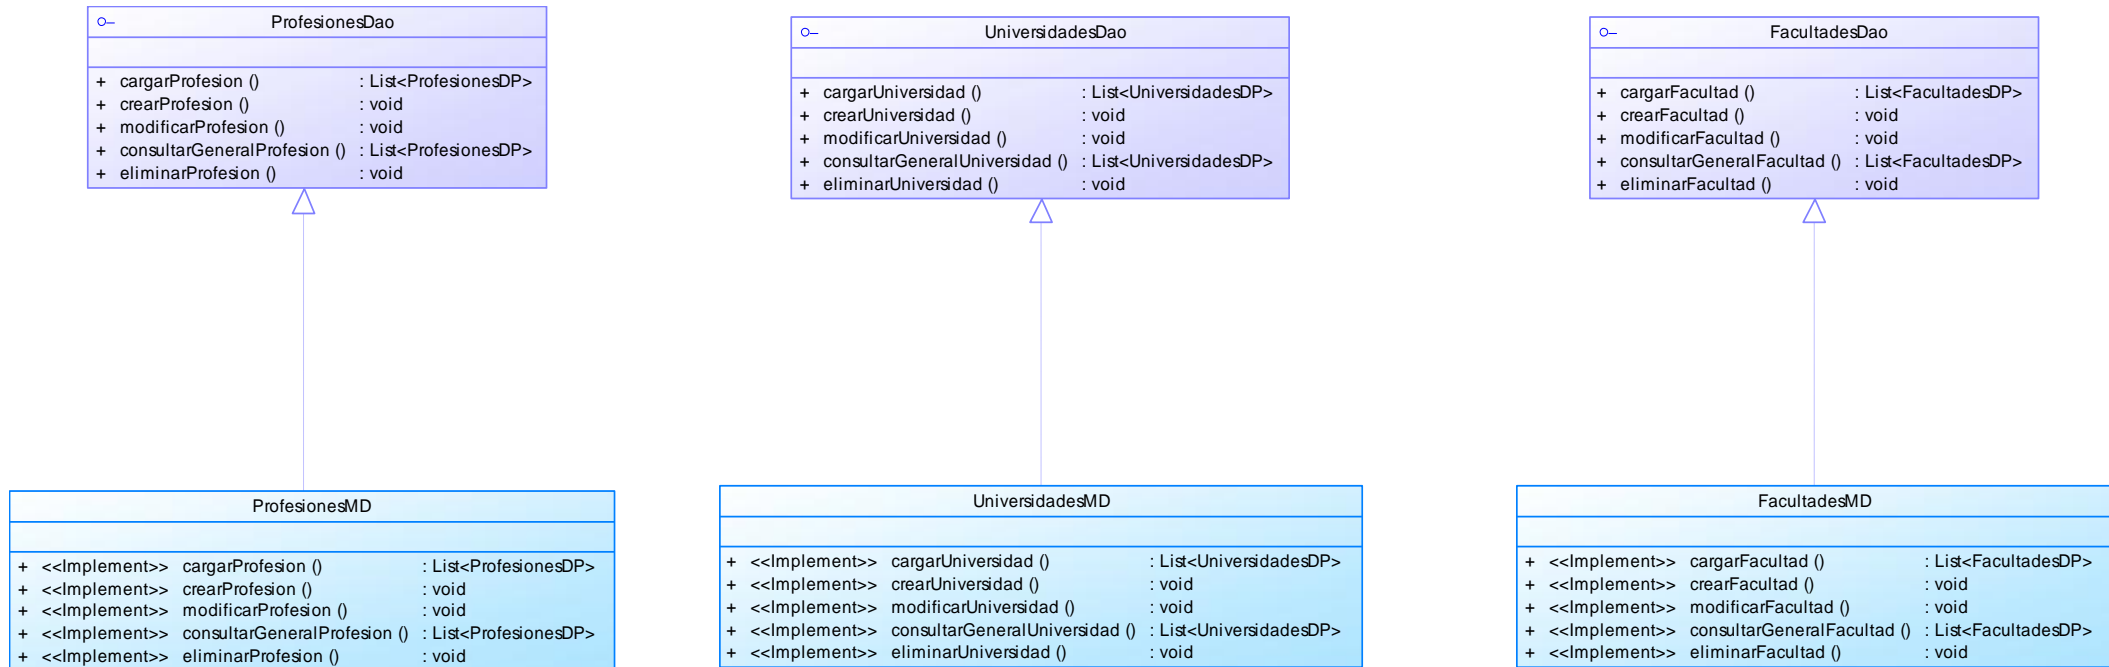 ProfesionesDao
+ cargarProfesion () : List<ProfesionesDP>
+ crearProfesion () : void
+ modificarProfesion () : void
+ consultarGeneralProfesion () : List<ProfesionesDP>
+ eliminarProfesion () : void
UniversidadesDao
+ cargarUniversidad () : List<UniversidadesDP>
+ crearUniversidad () : void
+ modificarUniversidad () : void
+ consultarGeneralUniversidad () : List<UniversidadesDP>
+ eliminarUniversidad () : void
FacultadesDao
+ cargarFacultad () : List<FacultadesDP>
+ crearFacultad () : void
+ modificarFacultad () : void
+ consultarGeneralFacultad () : List<FacultadesDP>
+ eliminarFacultad () : void
ProfesionesMD
+ <<Implement>> cargarProfesion () : List<ProfesionesDP>
+ <<Implement>> crearProfesion () : void
+ <<Implement>> modificarProfesion () : void
+ <<Implement>> consultarGeneralProfesion () : List<ProfesionesDP>
+ <<Implement>> eliminarProfesion () : void
UniversidadesMD
+ <<Implement>> cargarUniversidad () : List<UniversidadesDP>
+ <<Implement>> crearUniversidad () : void
+ <<Implement>> modificarUniversidad () : void
+ <<Implement>> consultarGeneralUniversidad () : List<UniversidadesDP>
+ <<Implement>> eliminarUniversidad () : void
FacultadesMD
+ <<Implement>> cargarFacultad () : List<FacultadesDP>
+ <<Implement>> crearFacultad () : void
+ <<Implement>> modificarFacultad () : void
+ <<Implement>> consultarGeneralFacultad () : List<FacultadesDP>
+ <<Implement>> eliminarFacultad () : void